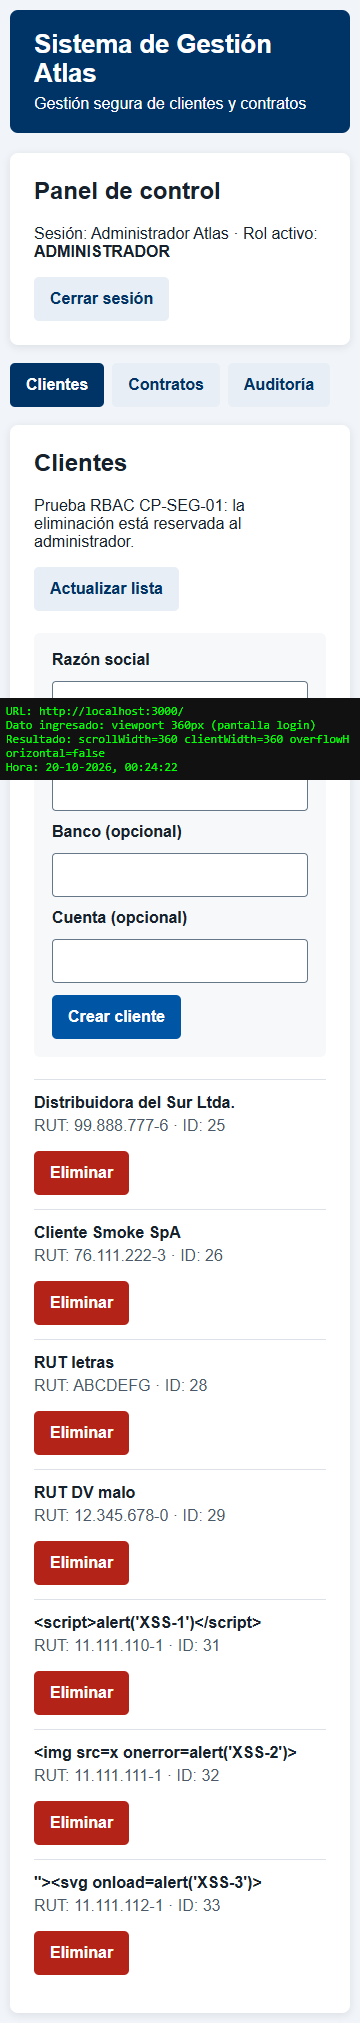 Sistema de Gestión
Atlas
Gestión segura de clientes y contratos
Panel de control
Sesión: Administrador Atlas · Rol activo:
ADMINISTRADOR
Cerrar sesión
Clientes
Contratos
Auditoría
Clientes
Prueba RBAC CP-SEG-01: la
eliminación está reservada al
administrador.
Actualizar lista
Razón social
URL: http://localhost:3000/
Dato ingresado: viewport 360px (pantalla login)
Resultado: scrollWidth=360 clientWidth=360 overflowH
orizontal=false
Hora: 20-10-2026, 00:24:22
Banco (opcional)
Cuenta (opcional)
Crear cliente
Distribuidora del Sur Ltda.
RUT: 99.888.777-6 · ID: 25
Eliminar
Cliente Smoke SpA
RUT: 76.111.222-3 · ID: 26
Eliminar
RUT letras
RUT: ABCDEFG · ID: 28
Eliminar
RUT DV malo
RUT: 12.345.678-0 · ID: 29
Eliminar
<script>alert('XSS-1')</script>
RUT: 11.111.110-1 · ID: 31
Eliminar
<img src=x onerror=alert('XSS-2')>
RUT: 11.111.111-1 · ID: 32
Eliminar
"><svg onload=alert('XSS-3')>
RUT: 11.111.112-1 · ID: 33
Eliminar